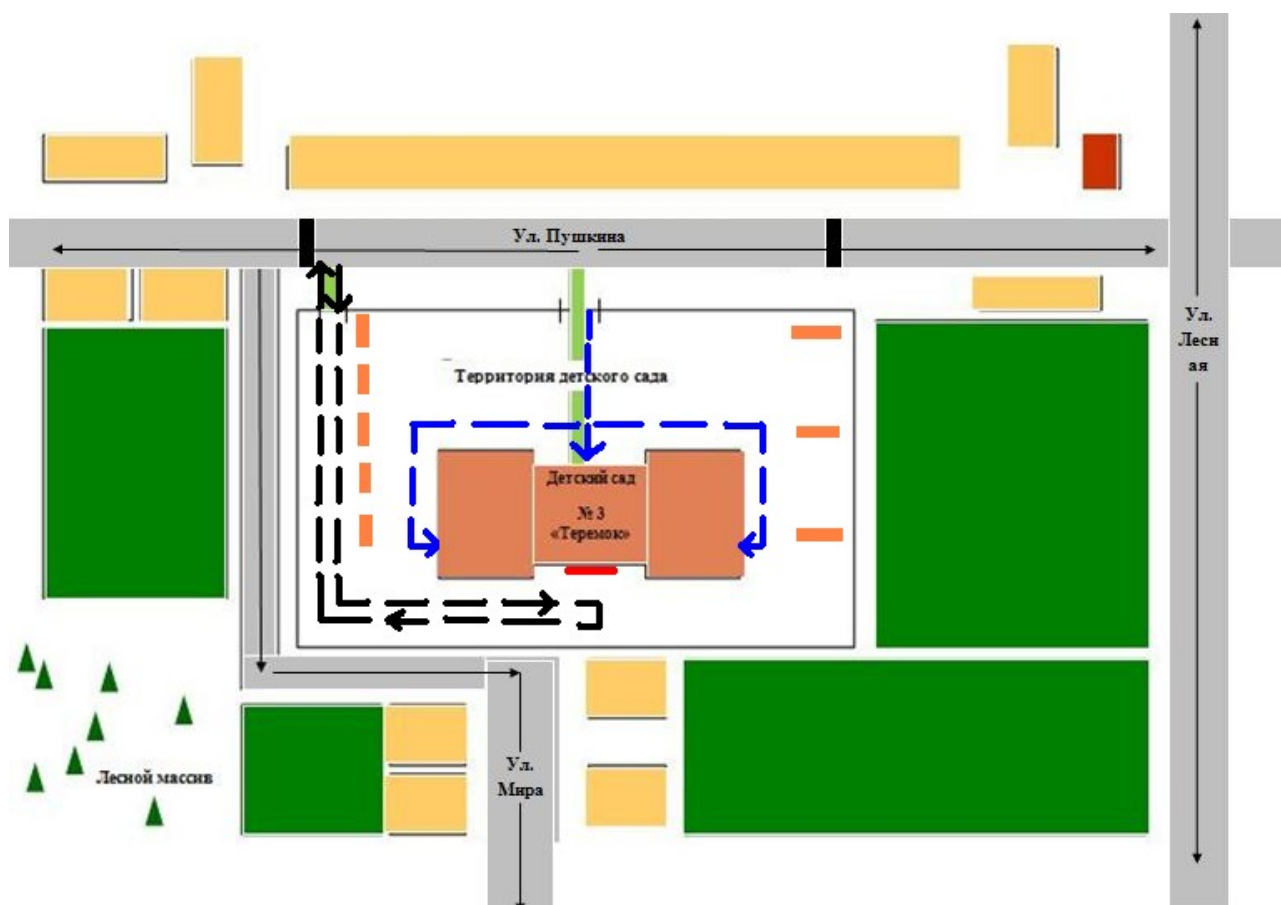 Ул. Пушкина
Ул.
Лесн
ая
Территория детского сада
Детский сад
№ 3
«Теремок»
Ул.
Мира
Лесной массив